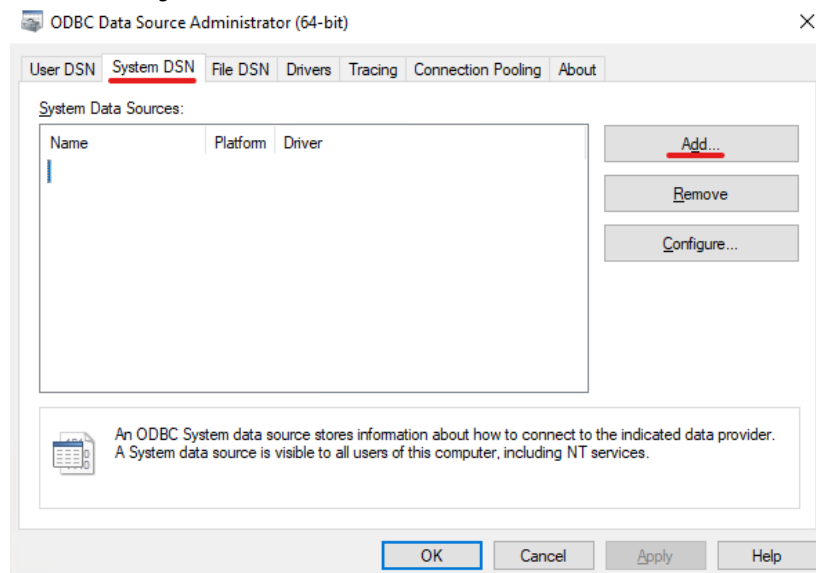 ODBC Data Source Administrator (64-bit)
User DSN System DSN File DSN Drivers Tracing Connection Pooling About
System Data Sources:
Name Platform Driver
Add...
Remove
Configure...
An ODBC System data source stores information about how to connect to the indicated data provider.
A System data source is visible to all users of this computer, including NT services.
OK Cancel Apply Help